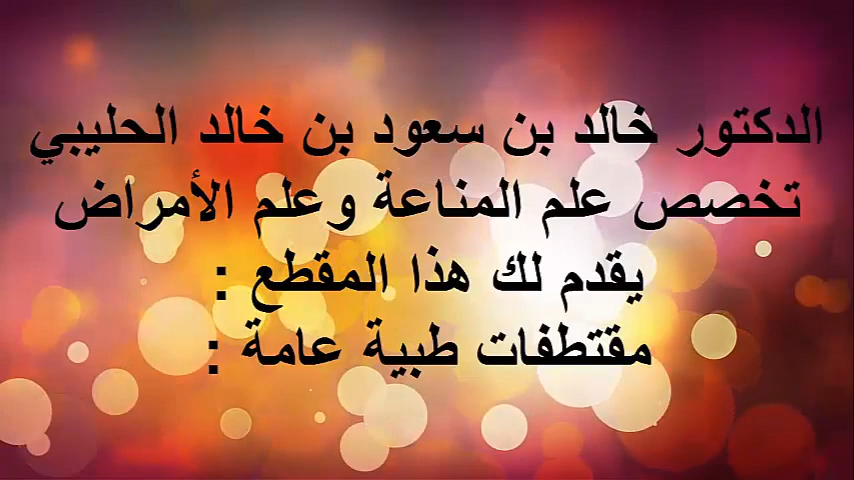 الدكتور خالد بن سعود بن خالد الحليبي
تخصص علم المناعة وعلم الأمراض
يقدم لك هذا المقطع :
مقتطفات طبية عامة :